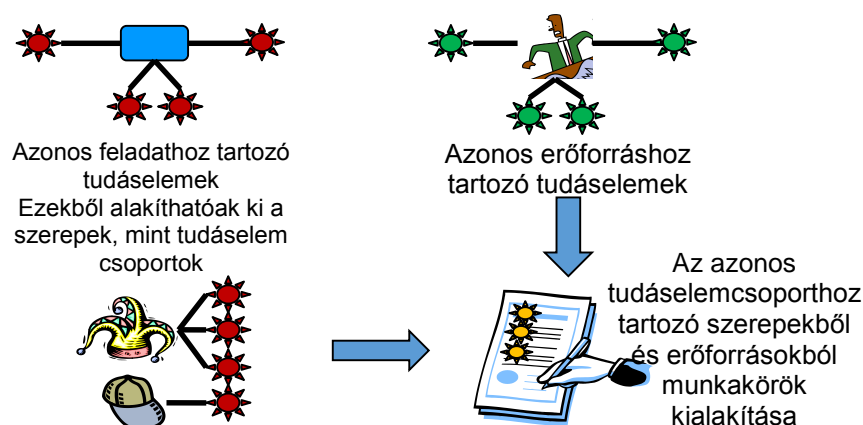 Azonos feladathoz tartozó
tudáselemek
Ezekből alakíthatóak ki a
szerepek, mint tudáselem
csoportok
Azonos erőforráshoz
tartozó tudáselemek
Az azonos
tudáselemcsoporthoz
tartozó szerepekből
és erőforrásokból
munkakörök
kialakítása